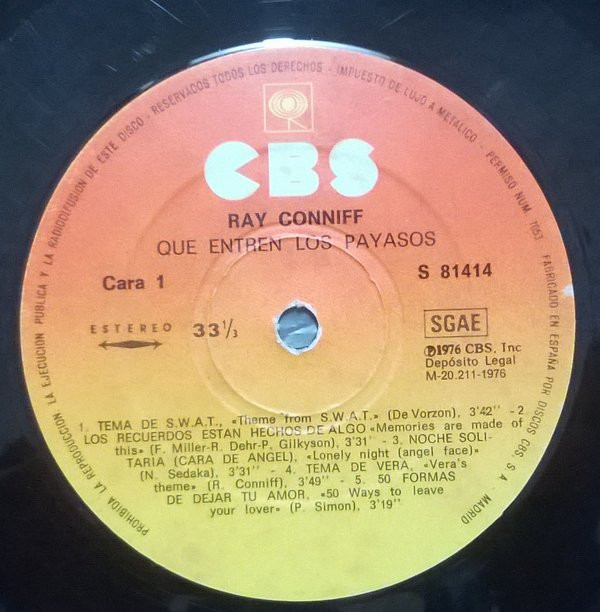 PROHIBIDA LA REPRODUCCION LA EJECUCION PUBLICA Y LA RADIODIFUSION DE ESTE DISCO - RESERVADOS TODOS LOS DERECHOS - IMPUESTO DE LUJO A METALICO - PERMISO NUM. 1153 FABRICADO EN ESPAÑA POR DISCOS CBS, S. A. MADRID
CBS
RAY CONNIFF
QUE ENTREN LOS PAYASOS
Cara 1
S 81414
ESTEREO 33 1/3
SGAE
Ⓟ1976 CBS, Inc
Depósito Legal
M-20.211-1976
1. TEMA DE S.W.A.T., «Theme from S.W.A.T.» (De Vorzon), 3'42" - 2.
LOS RECUERDOS ESTAN HECHOS DE ALGO «Memories are made of
this» (F. Miller-R. Dehr-P. Gilkyson), 3'31" - 3. NOCHE SOLI-
TARIA (CARA DE ANGEL), «Lonely night (angel face)»
(N. Sedaka), 3'31" - 4. TEMA DE VERA, «Vera's
theme» (R. Conniff), 3'49" - 5. 50 FORMAS
DE DEJAR TU AMOR, «50 Ways to leave
your lover» (P. Simon), 3'19"